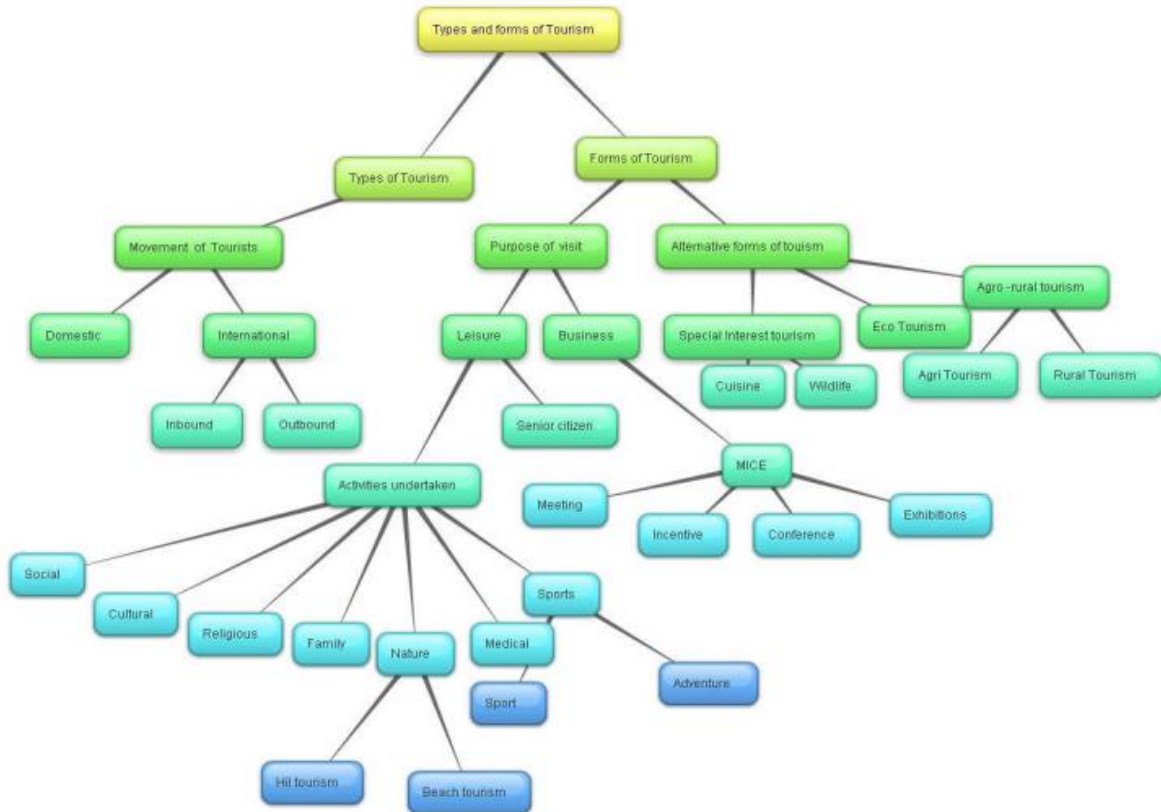 Types and forms of Tourism
Forms of Tourism
Types of Tourism
Movement of Tourists
Purpose of visit
Alternative forms of touism
Agro -rural tourism
Domestic
International
Leisure
Business
Special Interest tourism
Eco Tourism
Cuisine
Wildlife
Agri Tourism
Rural Tourism
Inbound
Outbound
Senior citizen
MICE
Activities undertaken
Meeting
Incentive
Conference
Exhibitions
Social
Cultural
Religious
Family
Nature
Medical
Sports
Sport
Adventure
Hil tourism
Beach tourism